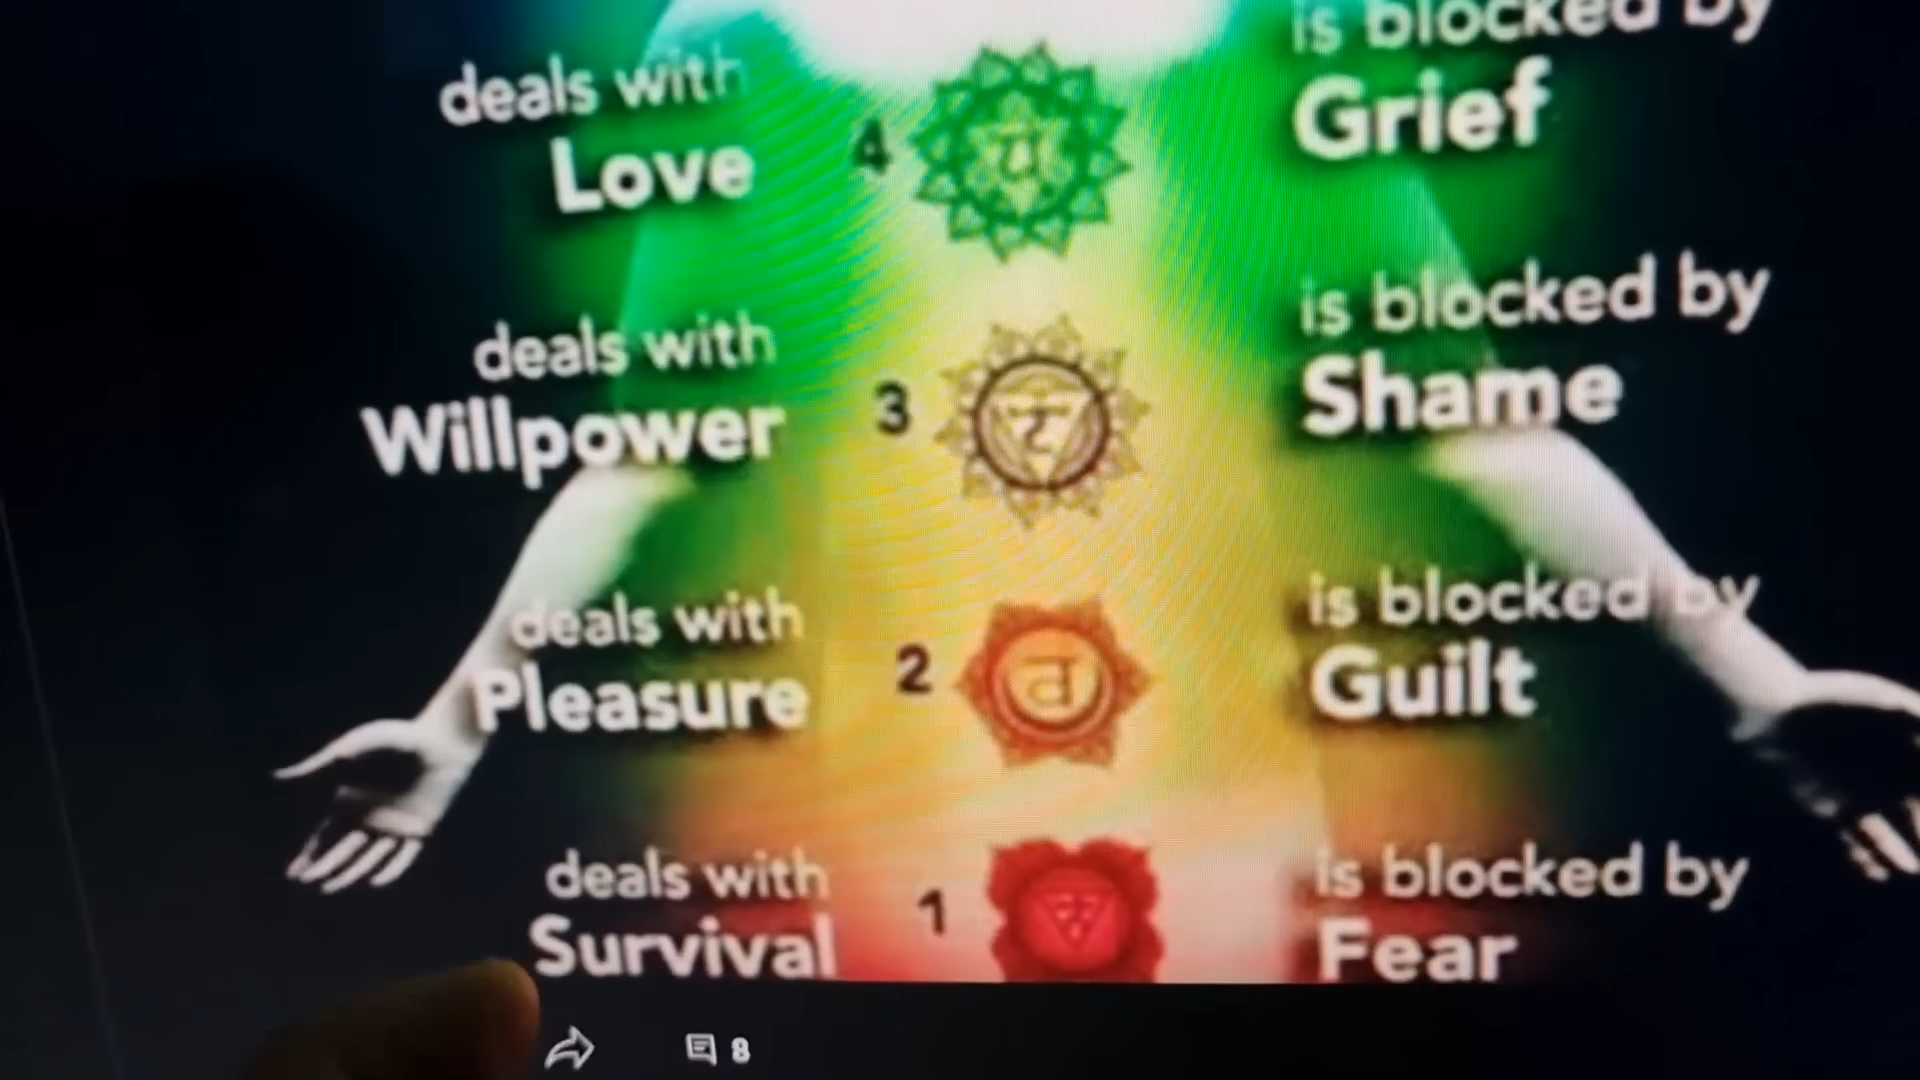 deals with
Love
4
य
is blocked by
Grief
deals with
Willpower
3
र
is blocked by
Shame
deals with
Pleasure
2
व
is blocked by
Guilt
deals with
Survival
1
is blocked by
Fear
8